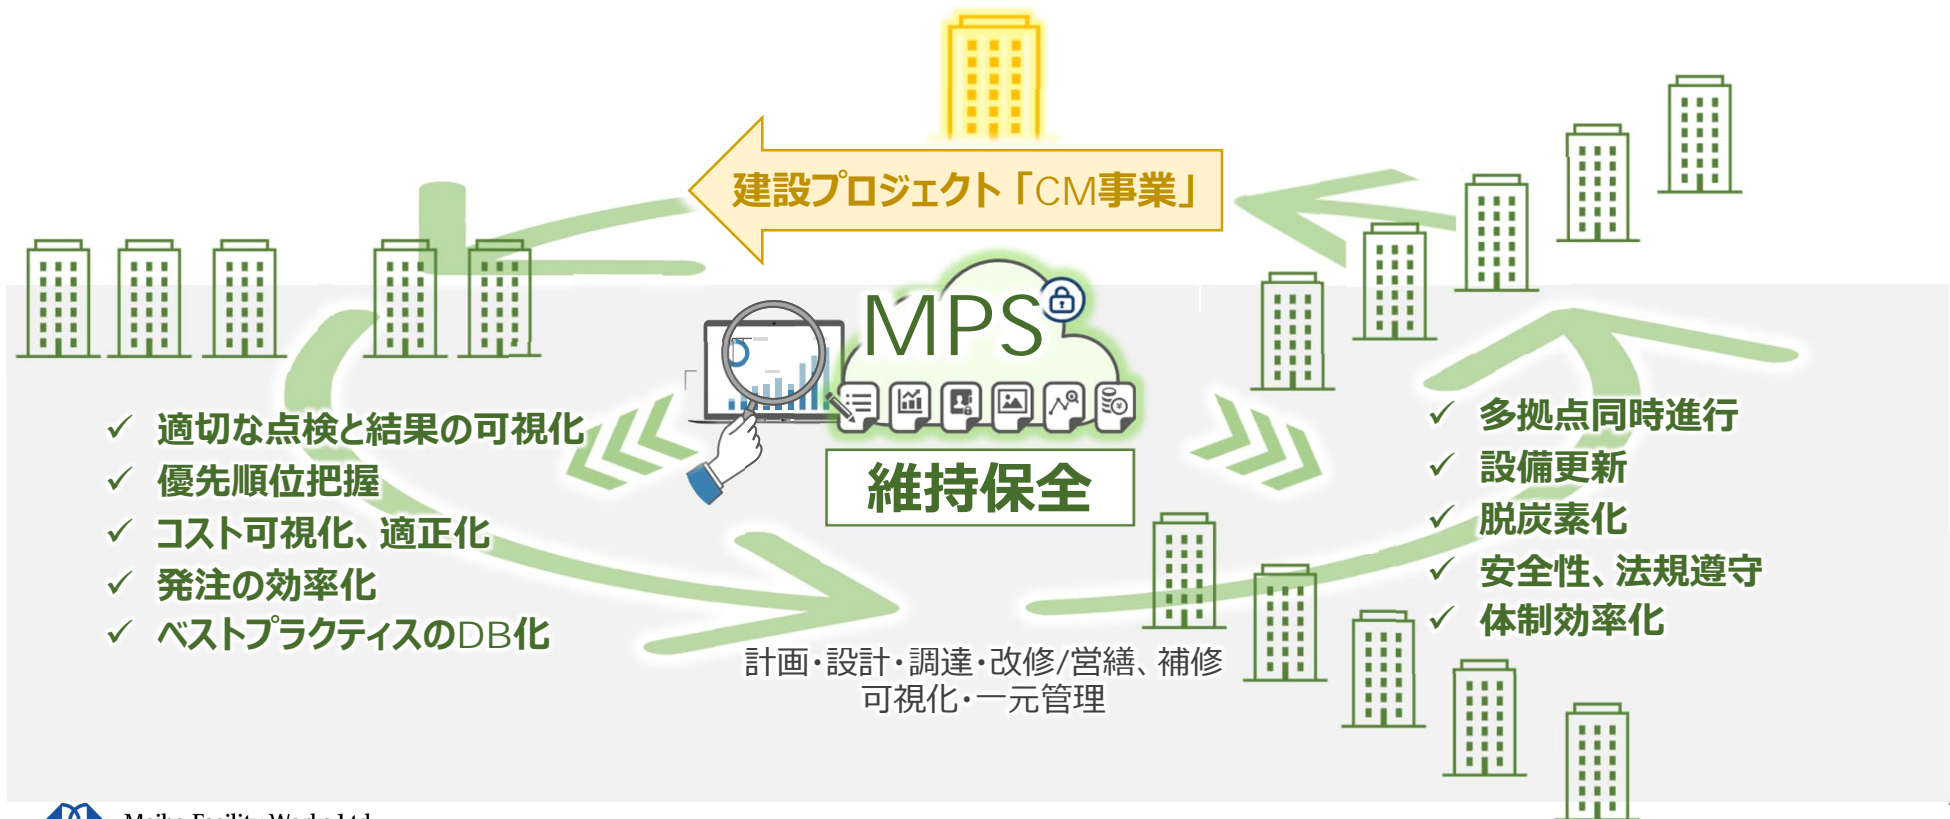 建設プロジェクト「CM事業」
MPS
維持保全
✓ 適切な点検と結果の可視化
✓ 優先順位把握
✓ コスト可視化、適正化
✓ 発注の効率化
✓ ベストプラクティスのDB化
✓ 多拠点同時進行
✓ 設備更新
✓ 脱炭素化
✓ 安全性、法規遵守
✓ 体制効率化
計画・設計・調達・改修/営繕、補修
可視化・一元管理
Meiho Facility Works Ltd.